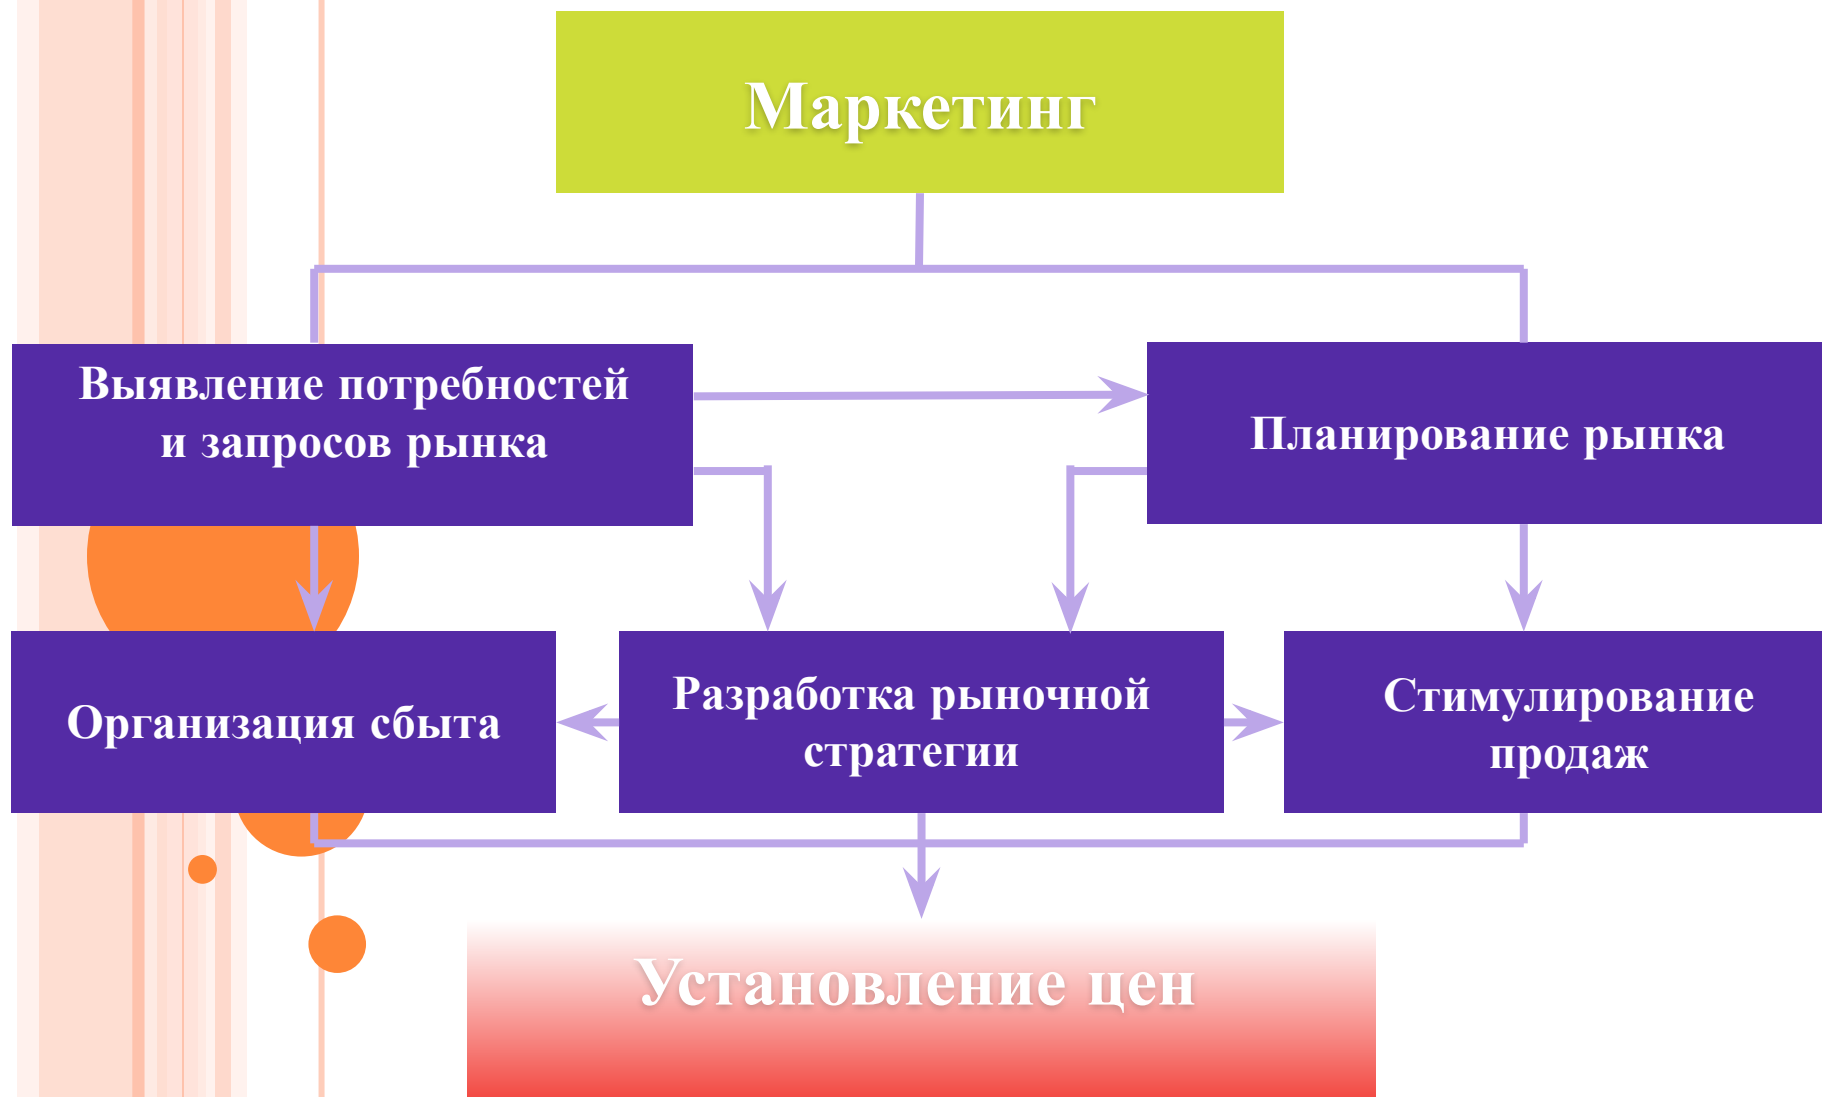 Маркетинг
Выявление потребностей
и запросов рынка
Планирование рынка
Организация сбыта
Разработка рыночной
стратегии
Стимулирование
продаж
Установление цен